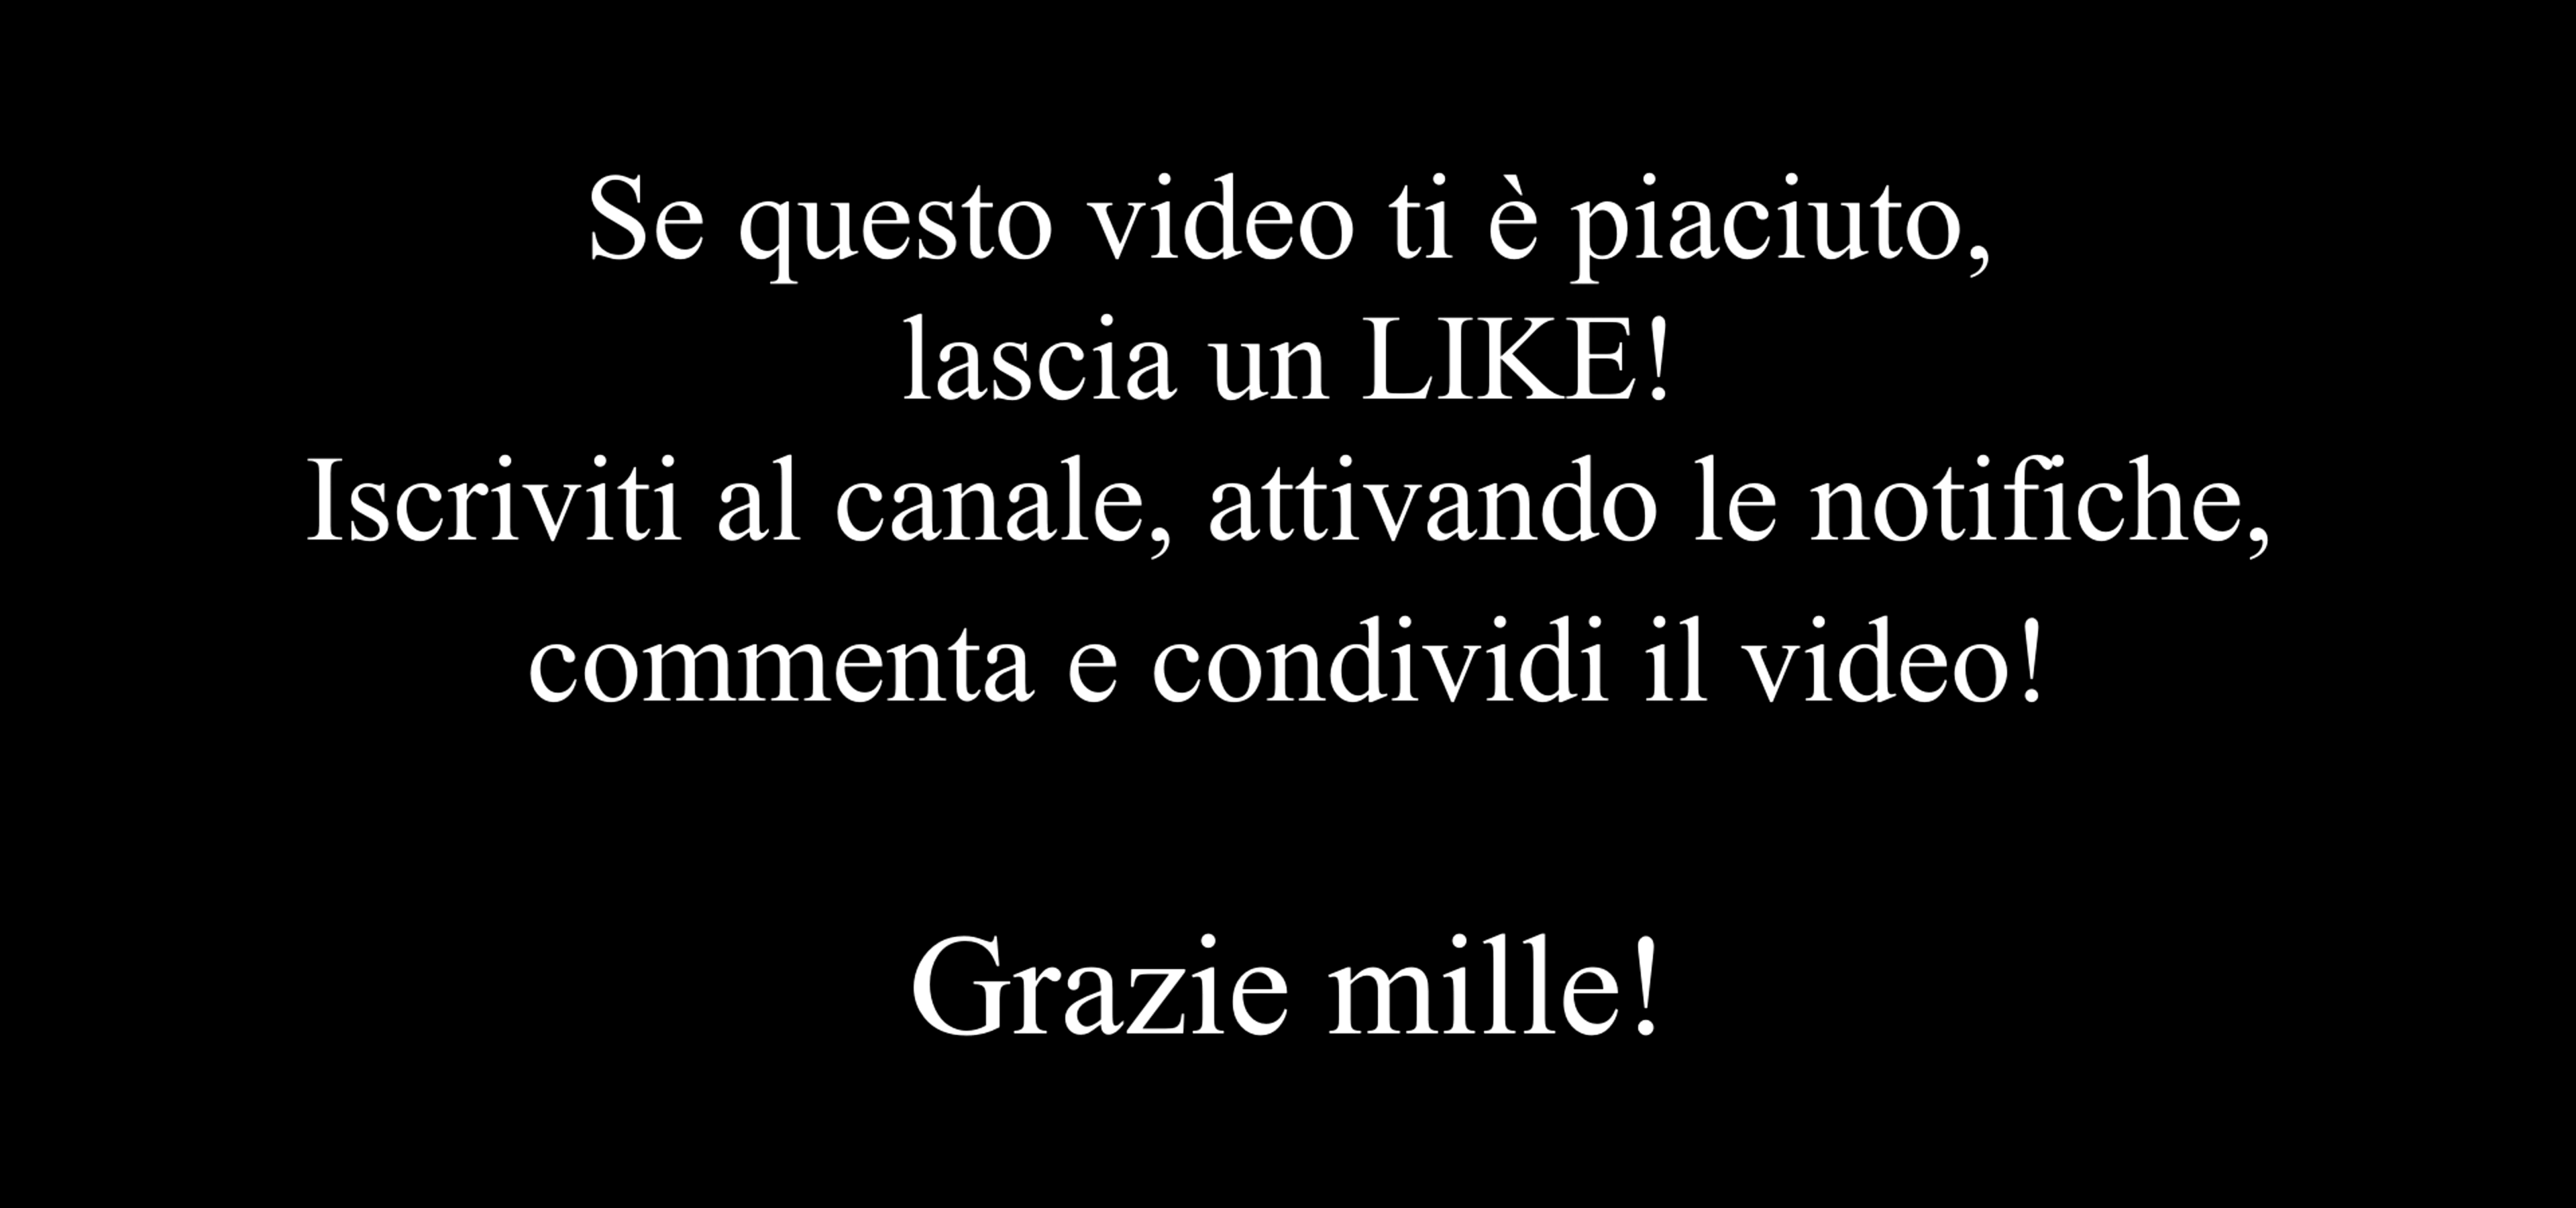 Se questo video ti è piaciuto,
lascia un LIKE!
Iscriviti al canale, attivando le notifiche,
commenta e condividi il video!
Grazie mille!